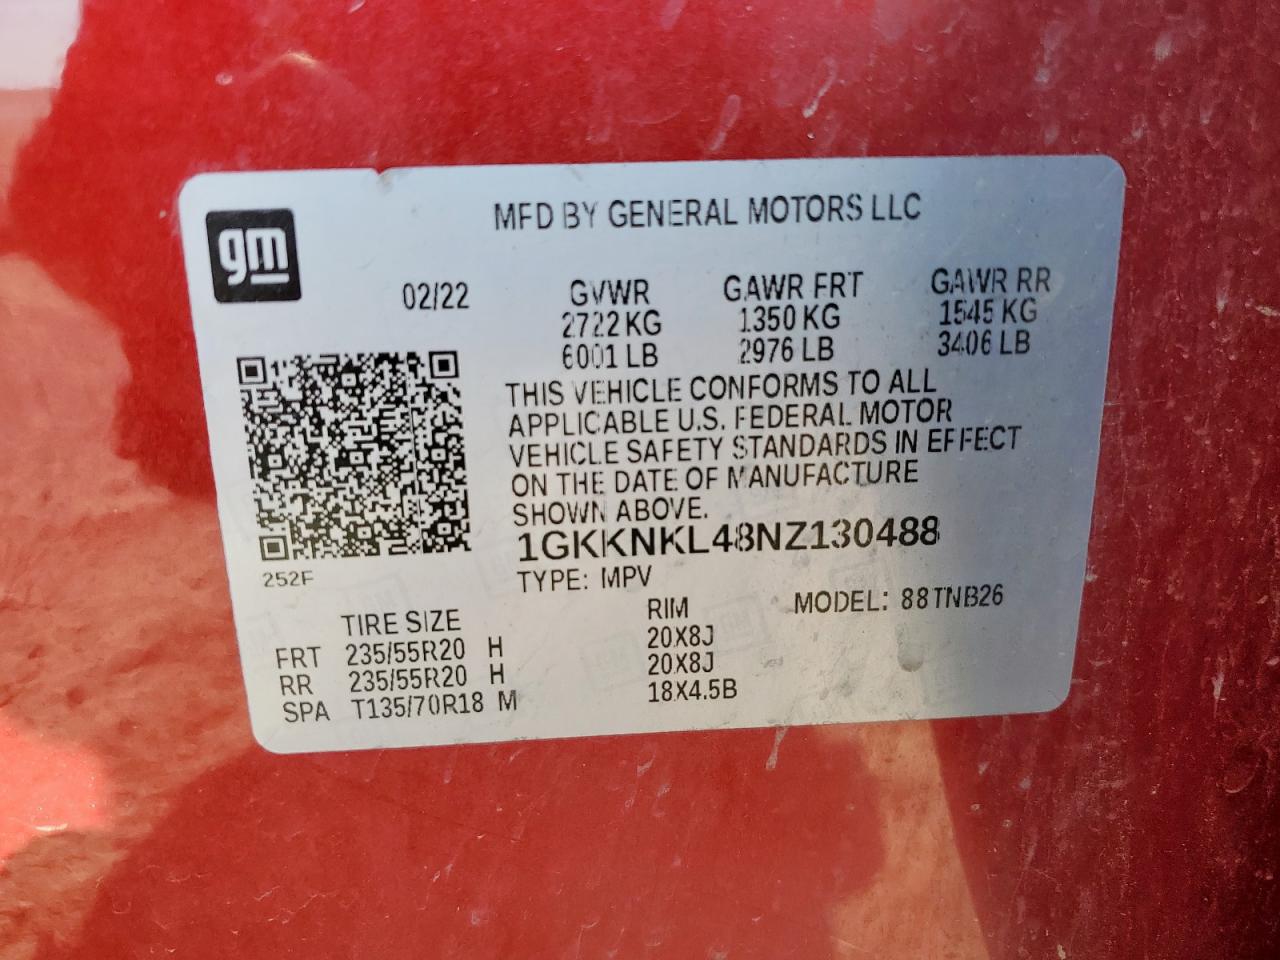 gm
MFD BY GENERAL MOTORS LLC
02/22 GVWR GAWR FRT GAWR RR
2722 KG 1350 KG 1545 KG
6001 LB 2976 LB 3406 LB
THIS VEHICLE CONFORMS TO ALL
APPLICABLE U.S. FEDERAL MOTOR
VEHICLE SAFETY STANDARDS IN EFFECT
ON THE DATE OF MANUFACTURE
SHOWN ABOVE.
1GKKNKL48NZ130488
252F
TYPE: MPV MODEL: 88TNB26
TIRE SIZE RIM
FRT 235/55R20 H 20X8J
RR 235/55R20 H 20X8J
SPA T135/70R18 M 18X4.5B